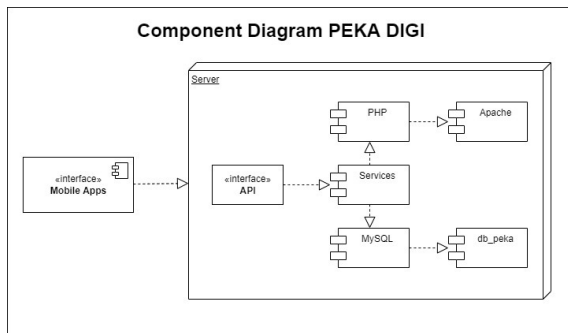 Component Diagram PEKA DIGI
Server
PHP
Apache
«interface»
Mobile Apps
«interface»
API
Services
MySQL
db_peka